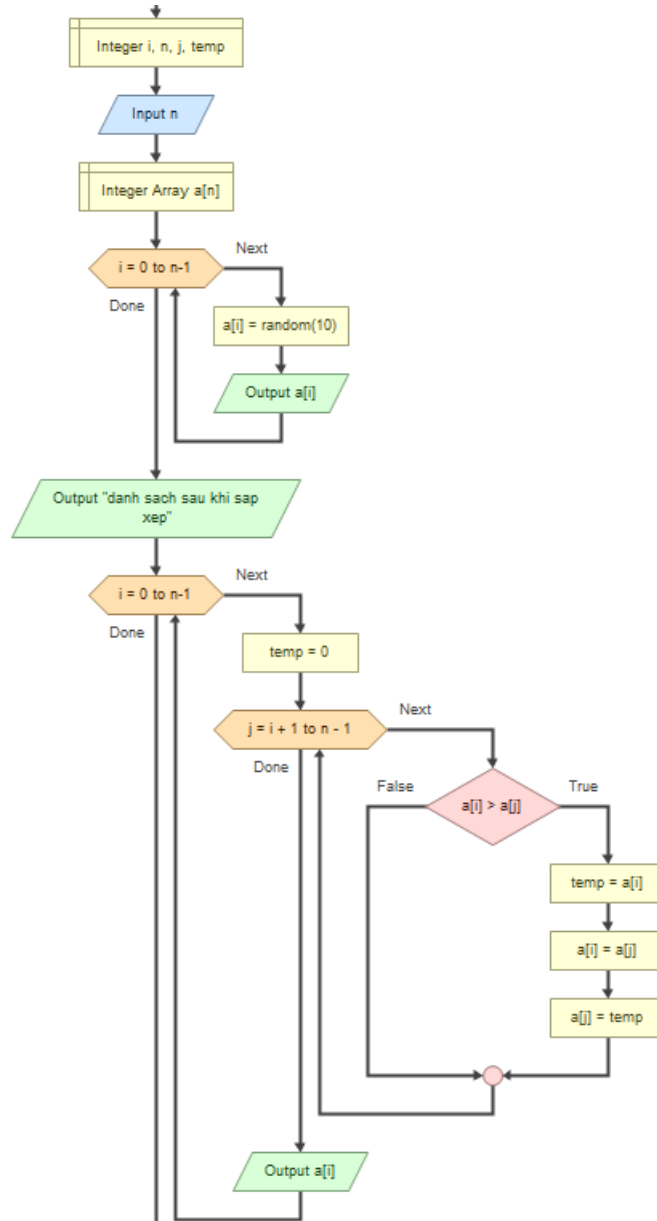 Integer i, n, j, temp
Input n
Integer Array a[n]
i = 0 to n-1
Next
Done
a[i] = random(10)
Output a[i]
Output "danh sach sau khi sap
xep"
i = 0 to n-1
Next
Done
temp = 0
j = i + 1 to n - 1
Next
Done
a[i] > a[j]
False
True
temp = a[i]
a[i] = a[j]
a[j] = temp
Output a[i]